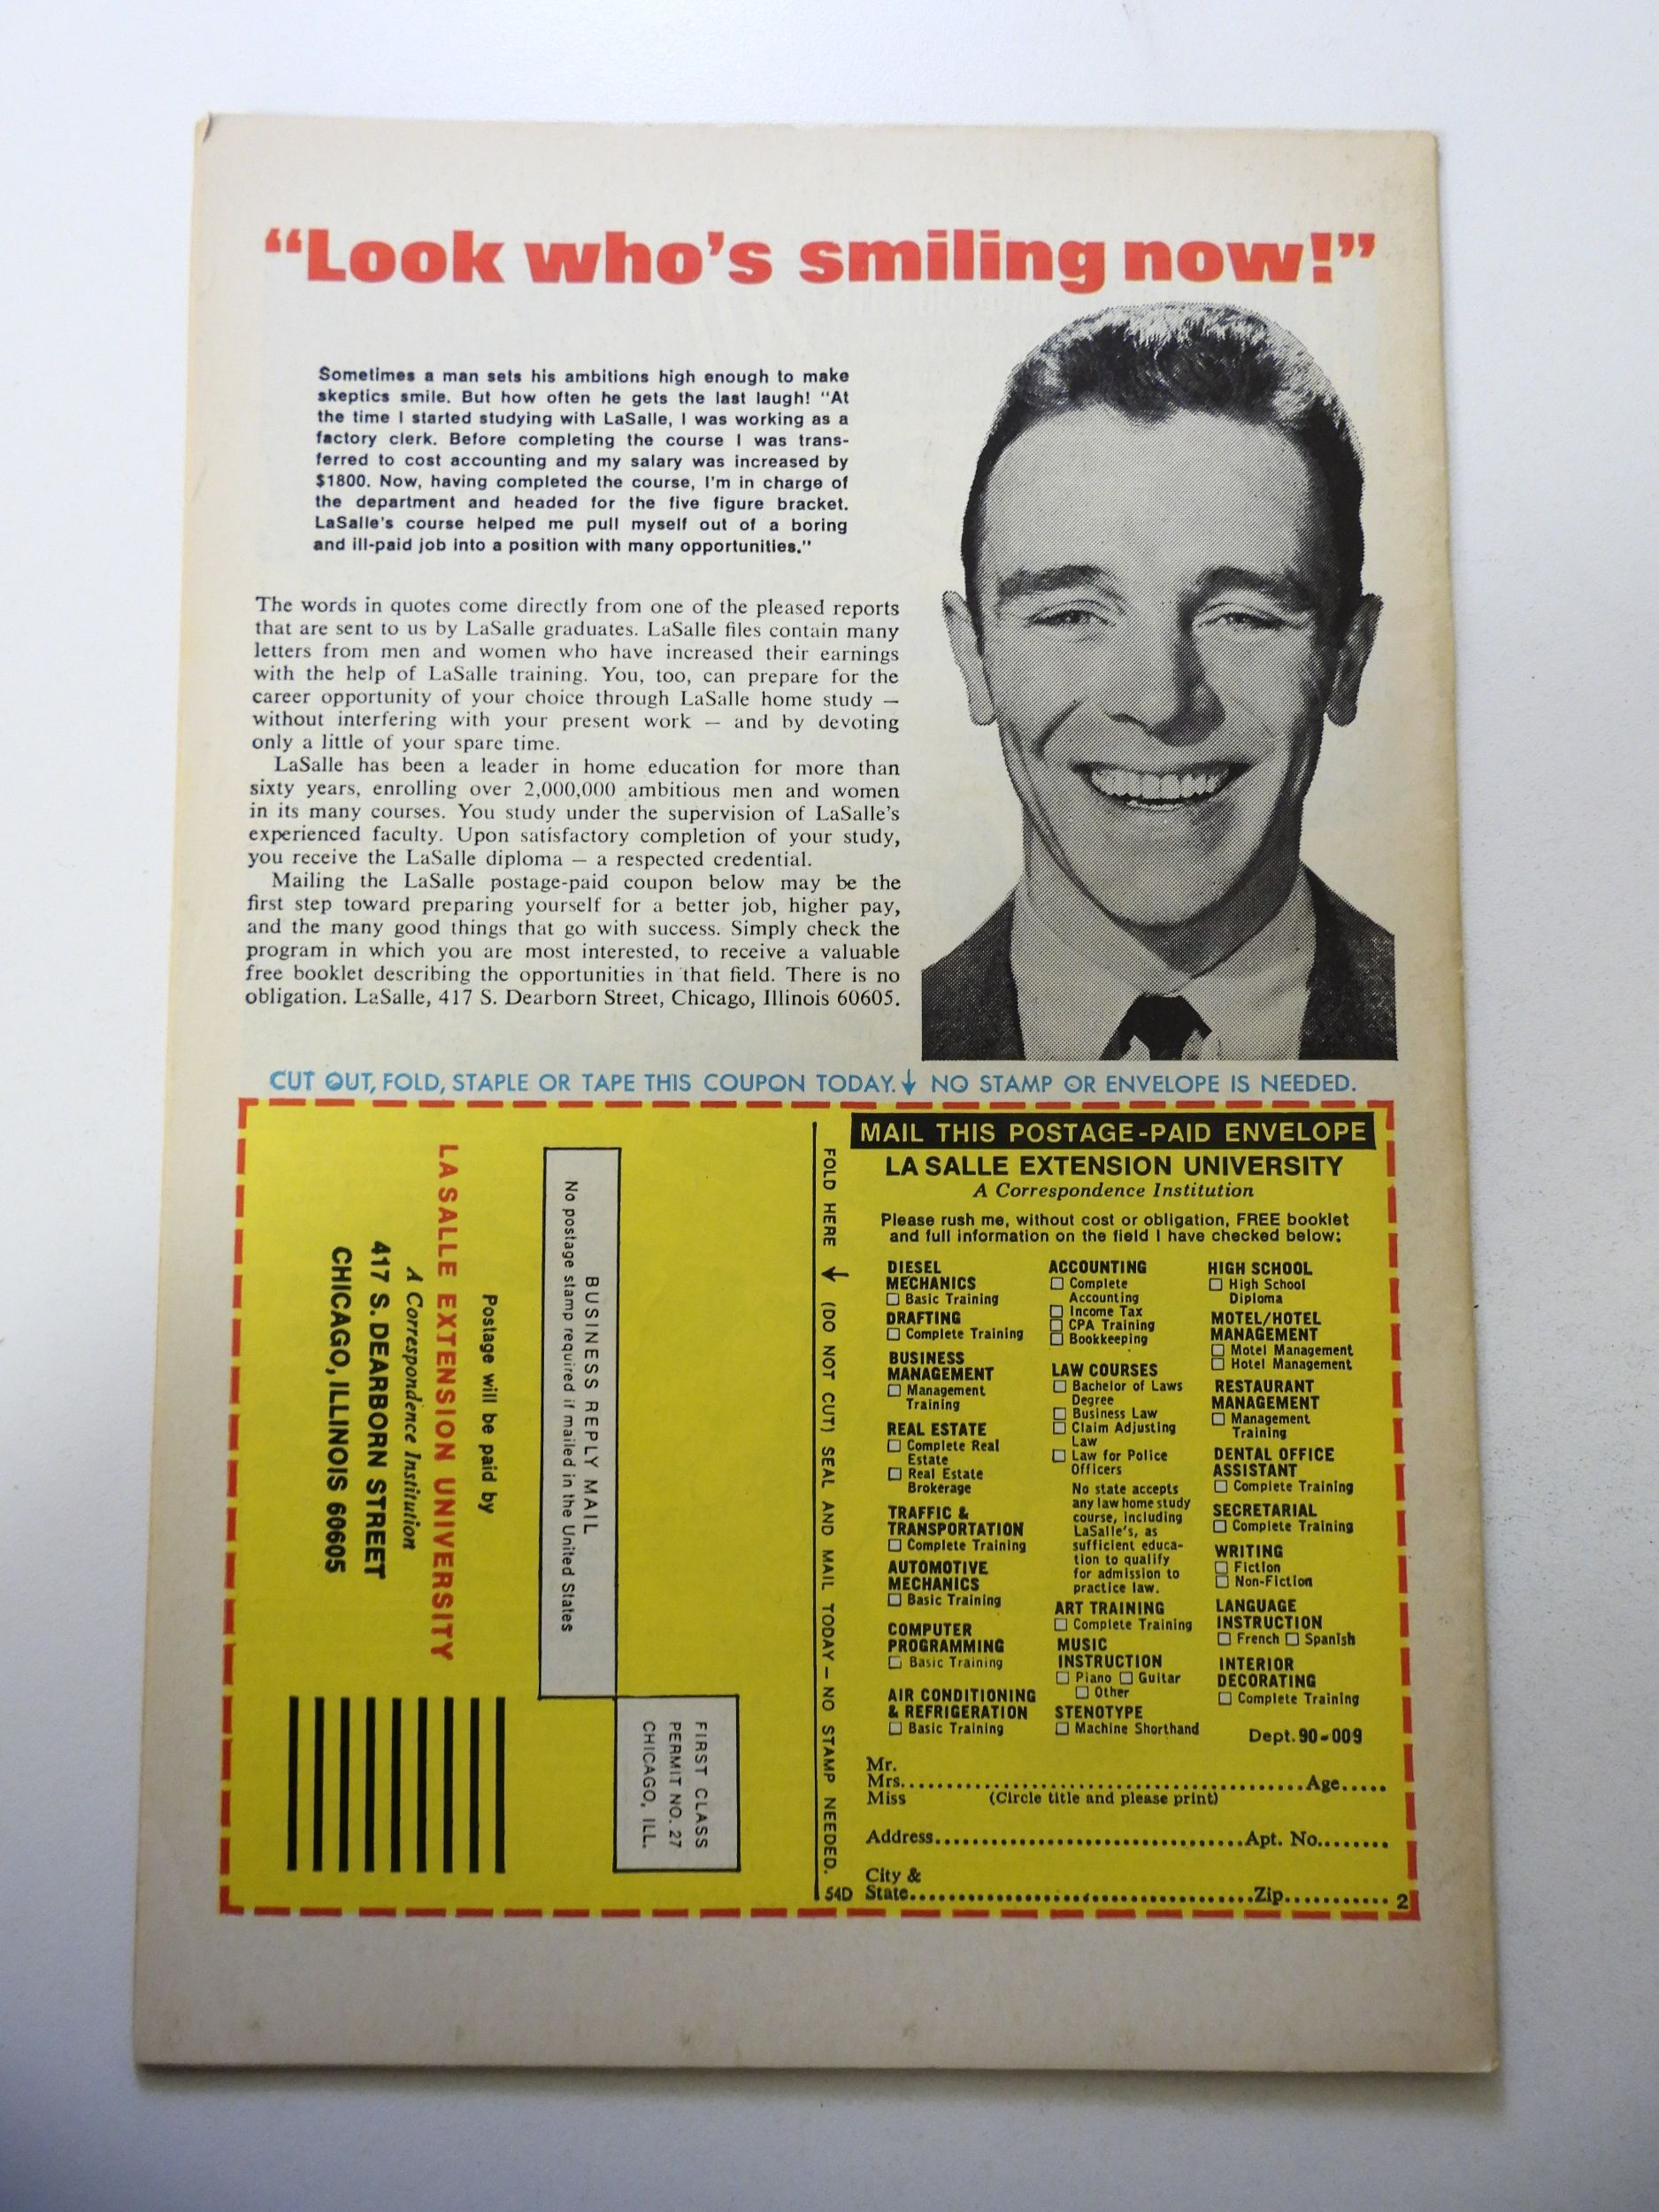 “Look who’s smiling now!”
Sometimes a man sets his ambitions high enough to make
skeptics smile. But how often he gets the last laugh! "At
the time I started studying with LaSalle, I was working as a
factory clerk. Before completing the course I was trans-
ferred to cost accounting and my salary was increased by
$1800. Now, having completed the course, I'm in charge of
the department and headed for the five figure bracket.
LaSalle's course helped me pull myself out of a boring
and ill-paid job into a position with many opportunities."
The words in quotes come directly from one of the pleased reports
that are sent to us by LaSalle graduates. LaSalle files contain many
letters from men and women who have increased their earnings
with the help of LaSalle training. You, too, can prepare for the
career opportunity of your choice through LaSalle home study —
without interfering with your present work — and by devoting
only a little of your spare time.
LaSalle has been a leader in home education for more than
sixty years, enrolling over 2,000,000 ambitious men and women
in its many courses. You study under the supervision of LaSalle's
experienced faculty. Upon satisfactory completion of your study,
you receive the LaSalle diploma — a respected credential.
Mailing the LaSalle postage-paid coupon below may be the
first step toward preparing yourself for a better job, higher pay,
and the many good things that go with success. Simply check the
program in which you are most interested, to receive a valuable
free booklet describing the opportunities in that field. There is no
obligation. LaSalle, 417 S. Dearborn Street, Chicago, Illinois 60605.
CUT OUT, FOLD, STAPLE OR TAPE THIS COUPON TODAY.↓ NO STAMP OR ENVELOPE IS NEEDED.
FIRST CLASS
PERMIT NO. 27
CHICAGO, ILL.
BUSINESS REPLY MAIL
No postage stamp required if mailed in the United States
Postage will be paid by
LA SALLE EXTENSION UNIVERSITY
A Correspondence Institution
417 S. DEARBORN STREET
CHICAGO, ILLINOIS 60605
FOLD HERE ↓ (DO NOT CUT) SEAL AND MAIL TODAY — NO STAMP NEEDED.
54D
MAIL THIS POSTAGE-PAID ENVELOPE
LA SALLE EXTENSION UNIVERSITY
A Correspondence Institution
Please rush me, without cost or obligation, FREE booklet
and full information on the field I have checked below:
DIESEL
MECHANICS
☐ Basic Training
DRAFTING
☐ Complete Training
BUSINESS
MANAGEMENT
☐ Management
Training
REAL ESTATE
☐ Complete Real
Estate
☐ Real Estate
Brokerage
TRAFFIC &
TRANSPORTATION
☐ Complete Training
AUTOMOTIVE
MECHANICS
☐ Basic Training
COMPUTER
PROGRAMMING
☐ Basic Training
AIR CONDITIONING
& REFRIGERATION
☐ Basic Training
ACCOUNTING
☐ Complete
Accounting
☐ Income Tax
☐ CPA Training
☐ Bookkeeping
LAW COURSES
☐ Bachelor of Laws
Degree
☐ Business Law
☐ Claim Adjusting
Law
☐ Law for Police
Officers
No state accepts
any law home study
course, including
LaSalle's, as
sufficient educa-
tion to qualify
for admission to
practice law.
ART TRAINING
☐ Complete Training
MUSIC
INSTRUCTION
☐ Piano ☐ Guitar
☐ Other
STENOTYPE
☐ Machine Shorthand
HIGH SCHOOL
☐ High School
Diploma
MOTEL/HOTEL
MANAGEMENT
☐ Motel Management
☐ Hotel Management
RESTAURANT
MANAGEMENT
☐ Management
Training
DENTAL OFFICE
ASSISTANT
☐ Complete Training
SECRETARIAL
☐ Complete Training
WRITING
☐ Fiction
☐ Non-Fiction
LANGUAGE
INSTRUCTION
☐ French ☐ Spanish
INTERIOR
DECORATING
☐ Complete Training
Dept. 90-009
Mr.
Mrs. Age
Miss (Circle title and please print)
Address Apt. No.
City &
State Zip 2